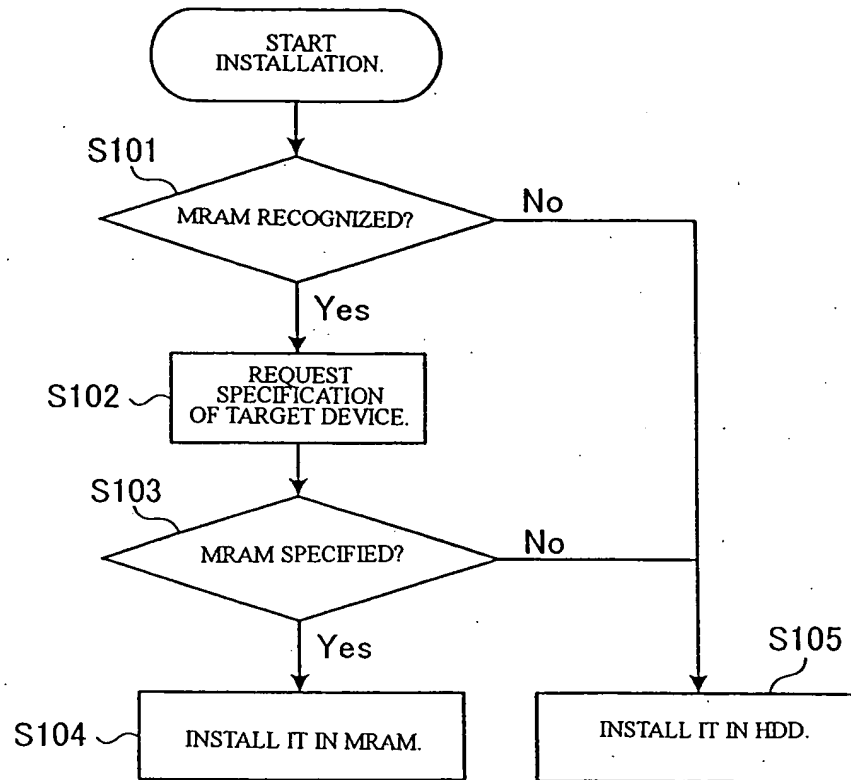 START
INSTALLATION.
S101
MRAM RECOGNIZED?
No
Yes
S102
REQUEST
SPECIFICATION
OF TARGET DEVICE.
S103
MRAM SPECIFIED?
No
Yes
S105
S104
INSTALL IT IN MRAM.
INSTALL IT IN HDD.